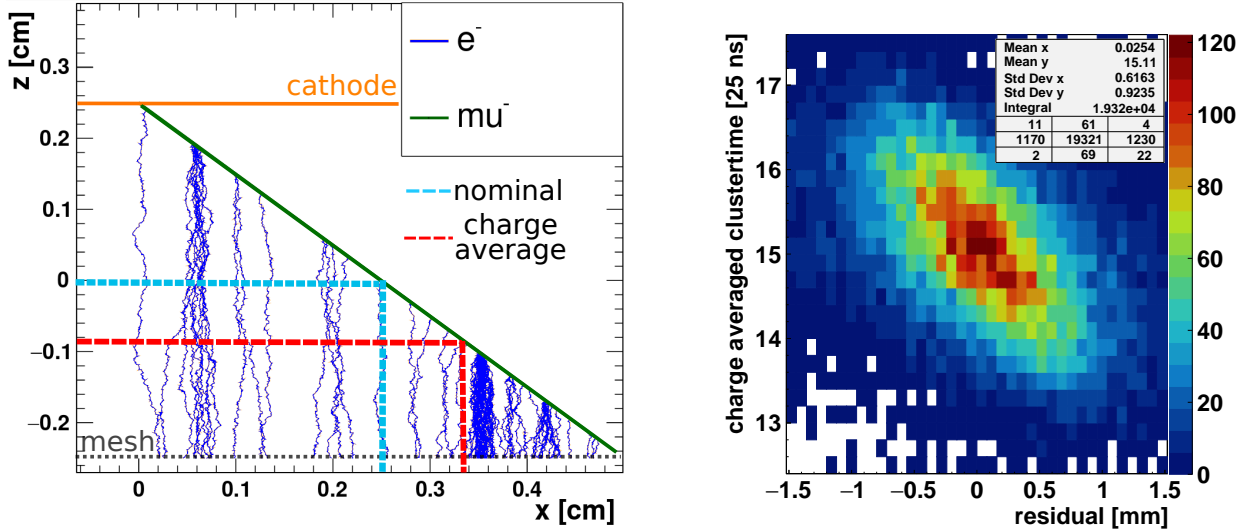 z [cm]
0.3
0.2
0.1
0
−0.1
−0.2
0
0.1
0.2
0.3
0.4
x [cm]
cathode
e-
mu-
nominal
charge
average
mesh
charge averaged clustertime [25 ns]
17
16
15
14
13
−1.5
−1
−0.5
0
0.5
1
1.5
residual [mm]
Mean x 0.0254
Mean y 15.11
Std Dev x 0.6163
Std Dev y 0.9235
Integral 1.932e+04
11 61 4
1170 19321 1230
2 69 22
120
100
80
60
40
20
0